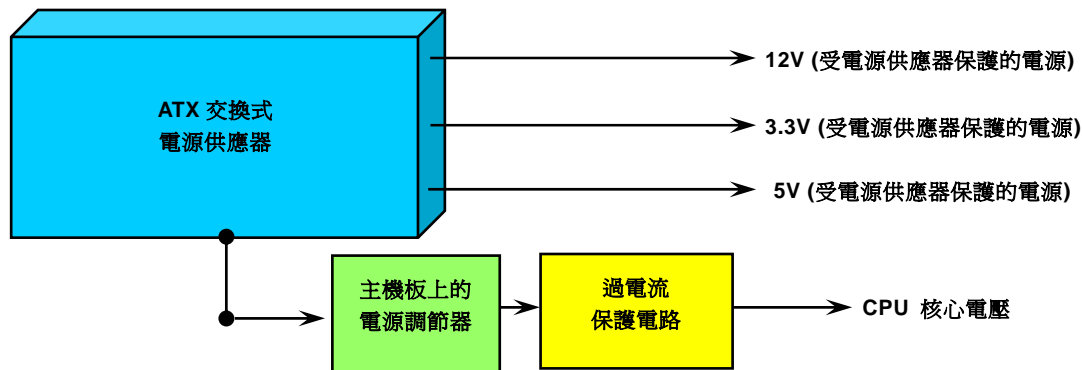 12V (受電源供應器保護的電源)
ATX 交換式
電源供應器
3.3V (受電源供應器保護的電源)
5V (受電源供應器保護的電源)
主機板上的
電源調節器
過電流
保護電路
CPU 核心電壓